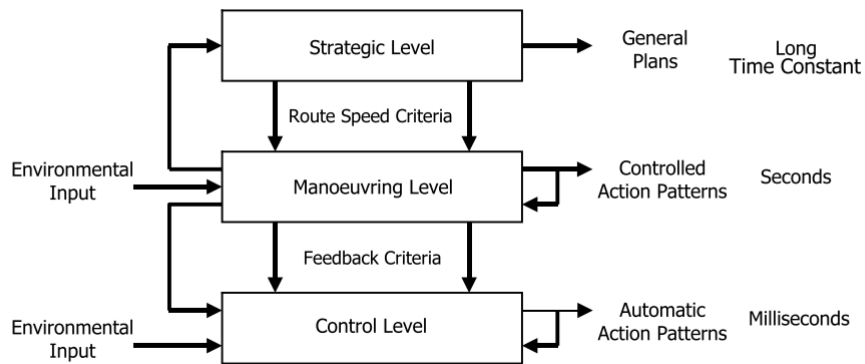 Strategic Level
General
Plans
Long
Time Constant
Route Speed Criteria
Environmental
Input
Manoeuvring Level
Controlled
Action Patterns
Seconds
Feedback Criteria
Environmental
Input
Control Level
Automatic
Action Patterns
Milliseconds